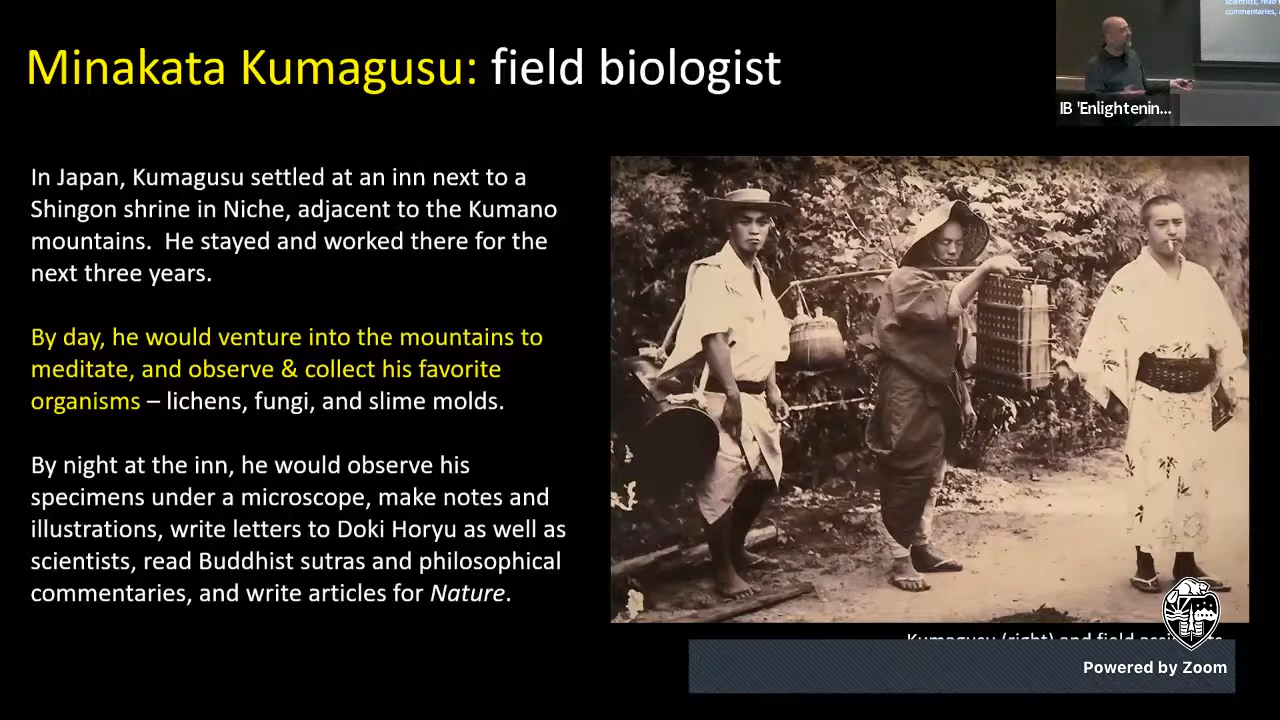 Minakata Kumagusu: field biologist
scientists, read
commentaries,
IB 'Enlightenin...
In Japan, Kumagusu settled at an inn next to a
Shingon shrine in Niche, adjacent to the Kumano
mountains. He stayed and worked there for the
next three years.
By day, he would venture into the mountains to
meditate, and observe & collect his favorite
organisms – lichens, fungi, and slime molds.
By night at the inn, he would observe his
specimens under a microscope, make notes and
illustrations, write letters to Doki Horyu as well as
scientists, read Buddhist sutras and philosophical
commentaries, and write articles for Nature.
Kumagusu (right) and field assistants
Powered by Zoom